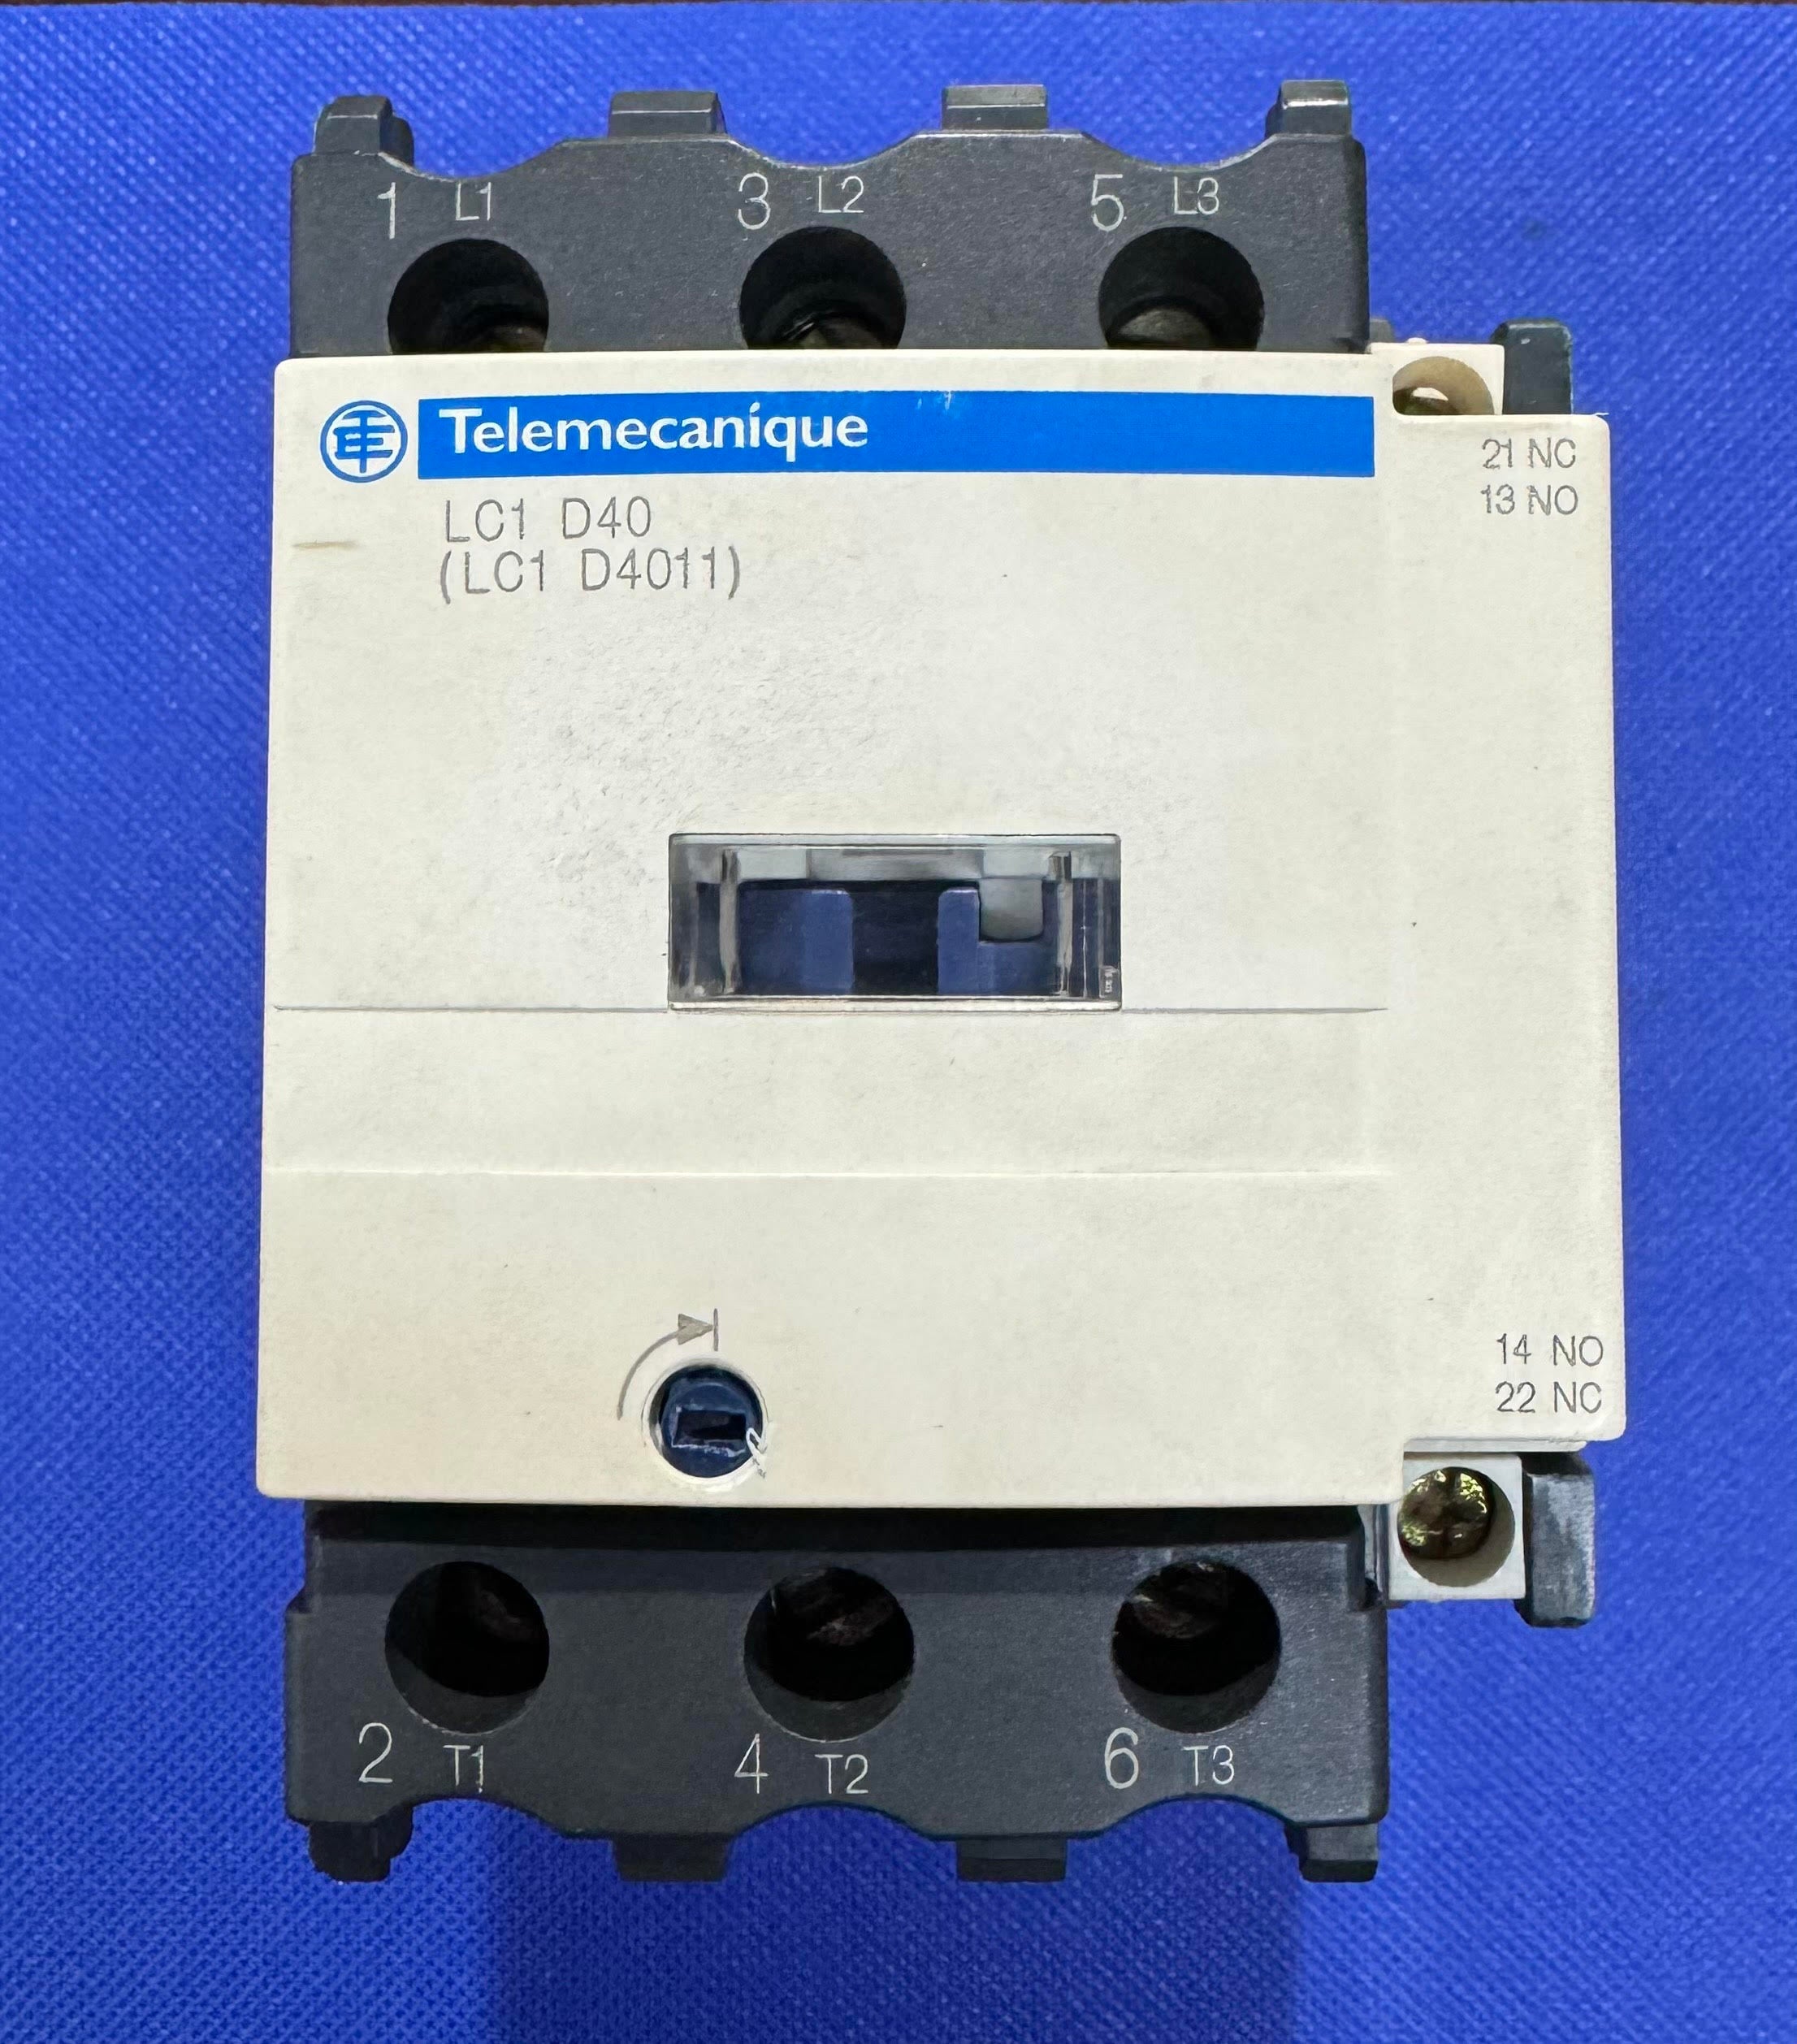 1 L1 3 L2 5 L3
Telemecanique
LC1 D40
(LC1 D4011)
21 NC
13 NO
14 NO
22 NC
2 T1 4 T2 6 T3